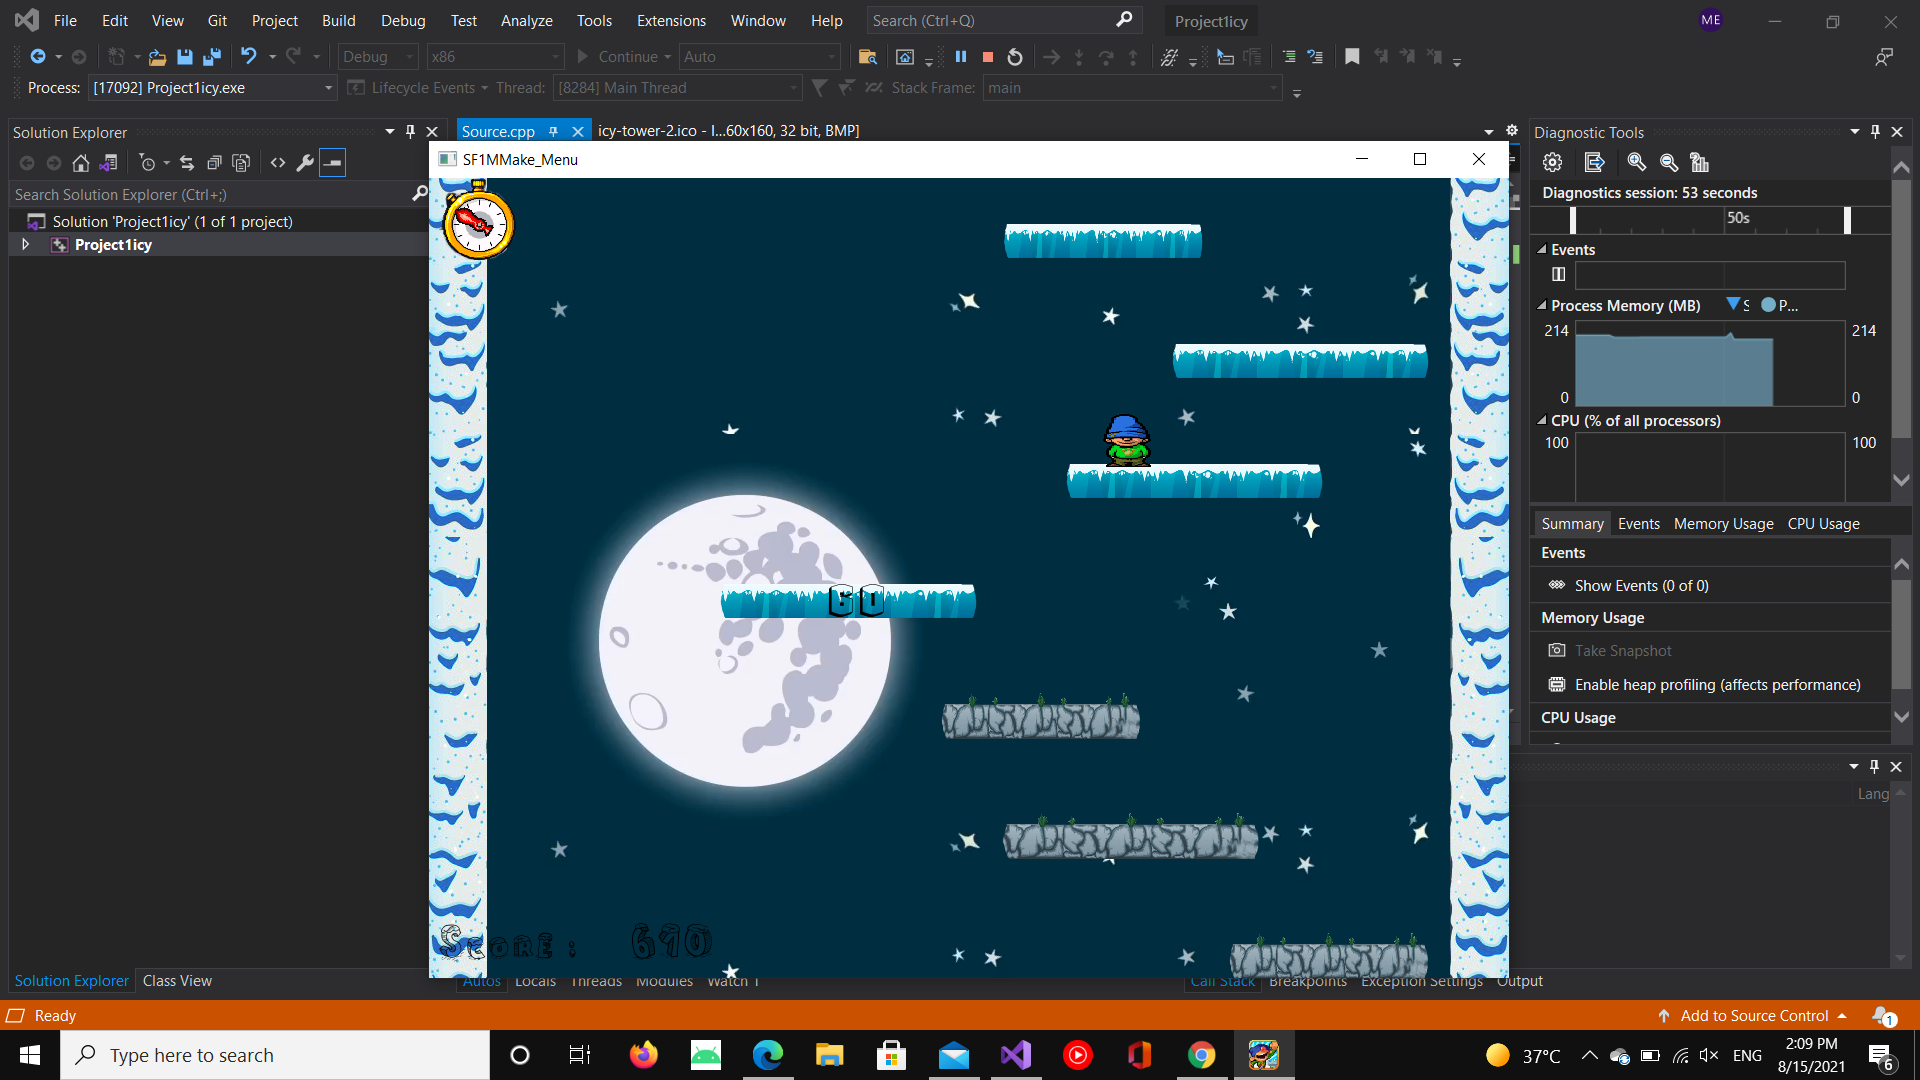 File Edit View Git Project Build Debug Test Analyze Tools Extensions Window Help Search (Ctrl+Q) Project1icy ME
Debug x86 Continue Auto
Process: [17092] Project1icy.exe Lifecycle Events Thread: [8284] Main Thread Stack Frame: main
Solution Explorer
Source.cpp icy-tower-2.ico - I...60x160, 32 bit, BMP]
Diagnostic Tools
SF1MMake_Menu
Search Solution Explorer (Ctrl+;)
Solution 'Project1icy' (1 of 1 project)
Project1icy
Diagnostics session: 53 seconds
50s
Events
Process Memory (MB) S P...
214 214
0 0
CPU (% of all processors)
100 100
Summary Events Memory Usage CPU Usage
Events
Show Events (0 of 0)
Memory Usage
Take Snapshot
Enable heap profiling (affects performance)
CPU Usage
Lang
Score: 690
Solution Explorer Class View
Autos Locals Threads Modules Watch 1
Call Stack Breakpoints Exception Settings Output
Ready
Add to Source Control 1
Type here to search
37°C ENG
2:09 PM
8/15/2021
6